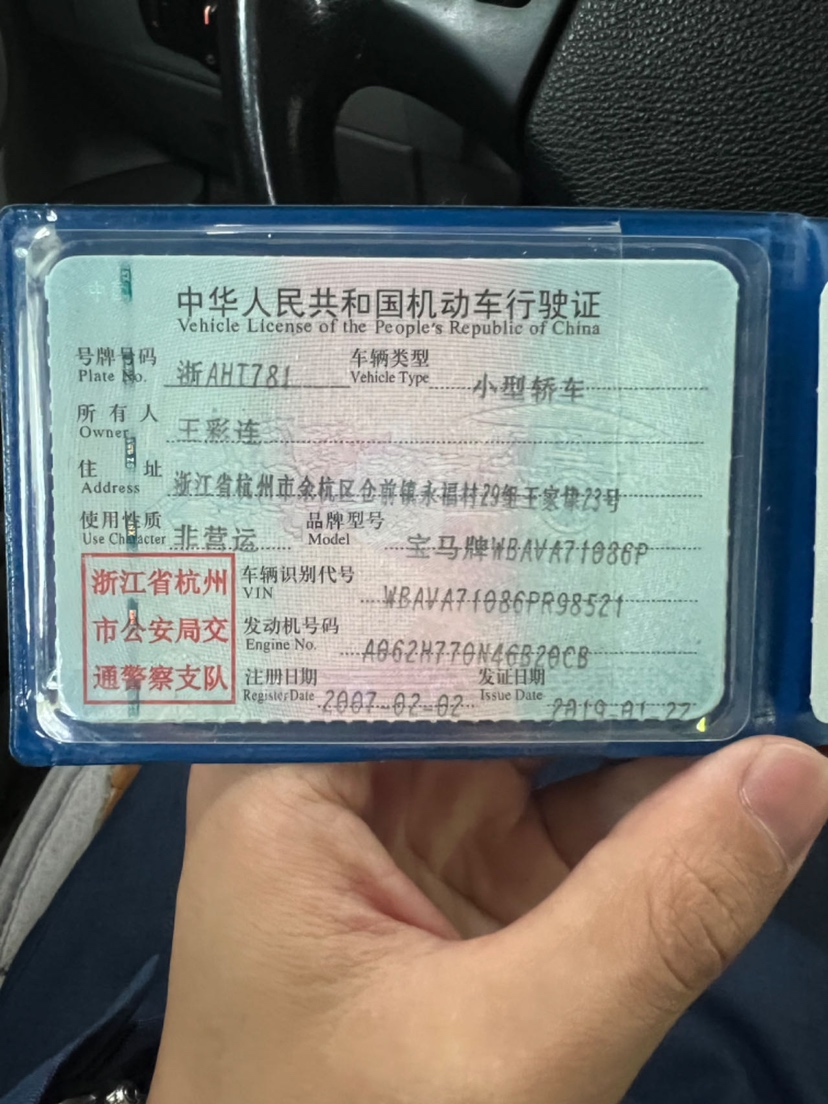 中华人民共和国机动车行驶证
Vehicle License of the People's Republic of China
号牌号码 浙AHT781 车辆类型 小型轿车
Plate No. Vehicle Type
所有人 王彩连
Owner
住址 浙江省杭州市余杭区仓前镇永福村29组王家埭23号
Address
使用性质 非营运 品牌型号 宝马牌WBAVA71086P
Use Character Model
浙江省杭州
市公安局交
通警察支队
车辆识别代号 WBAVA71086PR98521
VIN
发动机号码 A062H770N46B20CB
Engine No.
注册日期 2007-02-02 发证日期 2019-01-22
Register Date Issue Date